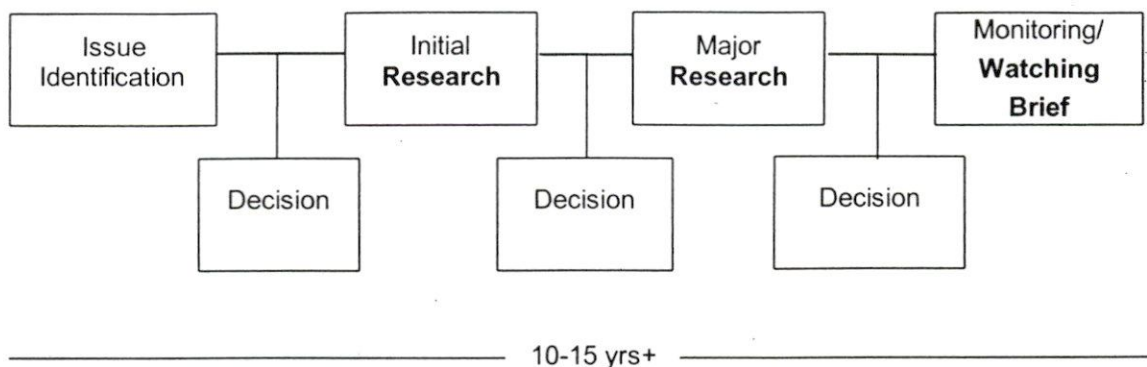 Issue
Identification
Initial
Research
Major
Research
Monitoring/
Watching
Brief
Decision
Decision
Decision
10-15 yrs+